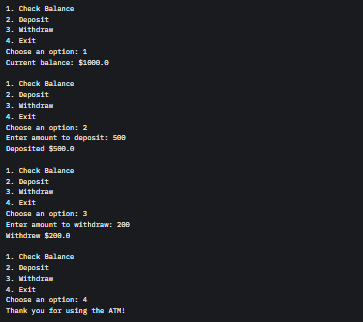 1. Check Balance
2. Deposit
3. Withdraw
4. Exit
Choose an option: 1
Current balance: $1000.0

1. Check Balance
2. Deposit
3. Withdraw
4. Exit
Choose an option: 2
Enter amount to deposit: 500
Deposited $500.0

1. Check Balance
2. Deposit
3. Withdraw
4. Exit
Choose an option: 3
Enter amount to withdraw: 200
Withdrew $200.0

1. Check Balance
2. Deposit
3. Withdraw
4. Exit
Choose an option: 4
Thank you for using the ATM!